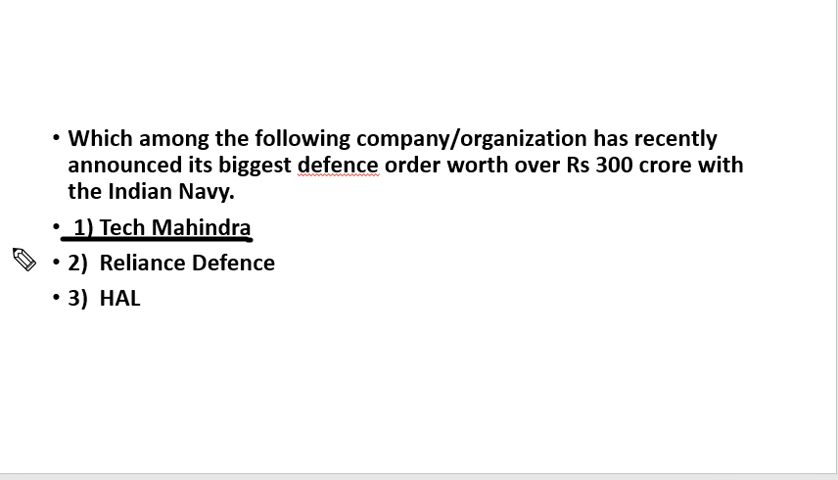 • Which among the following company/organization has recently
announced its biggest defence order worth over Rs 300 crore with
the Indian Navy.
• 1) Tech Mahindra
• 2) Reliance Defence
• 3) HAL